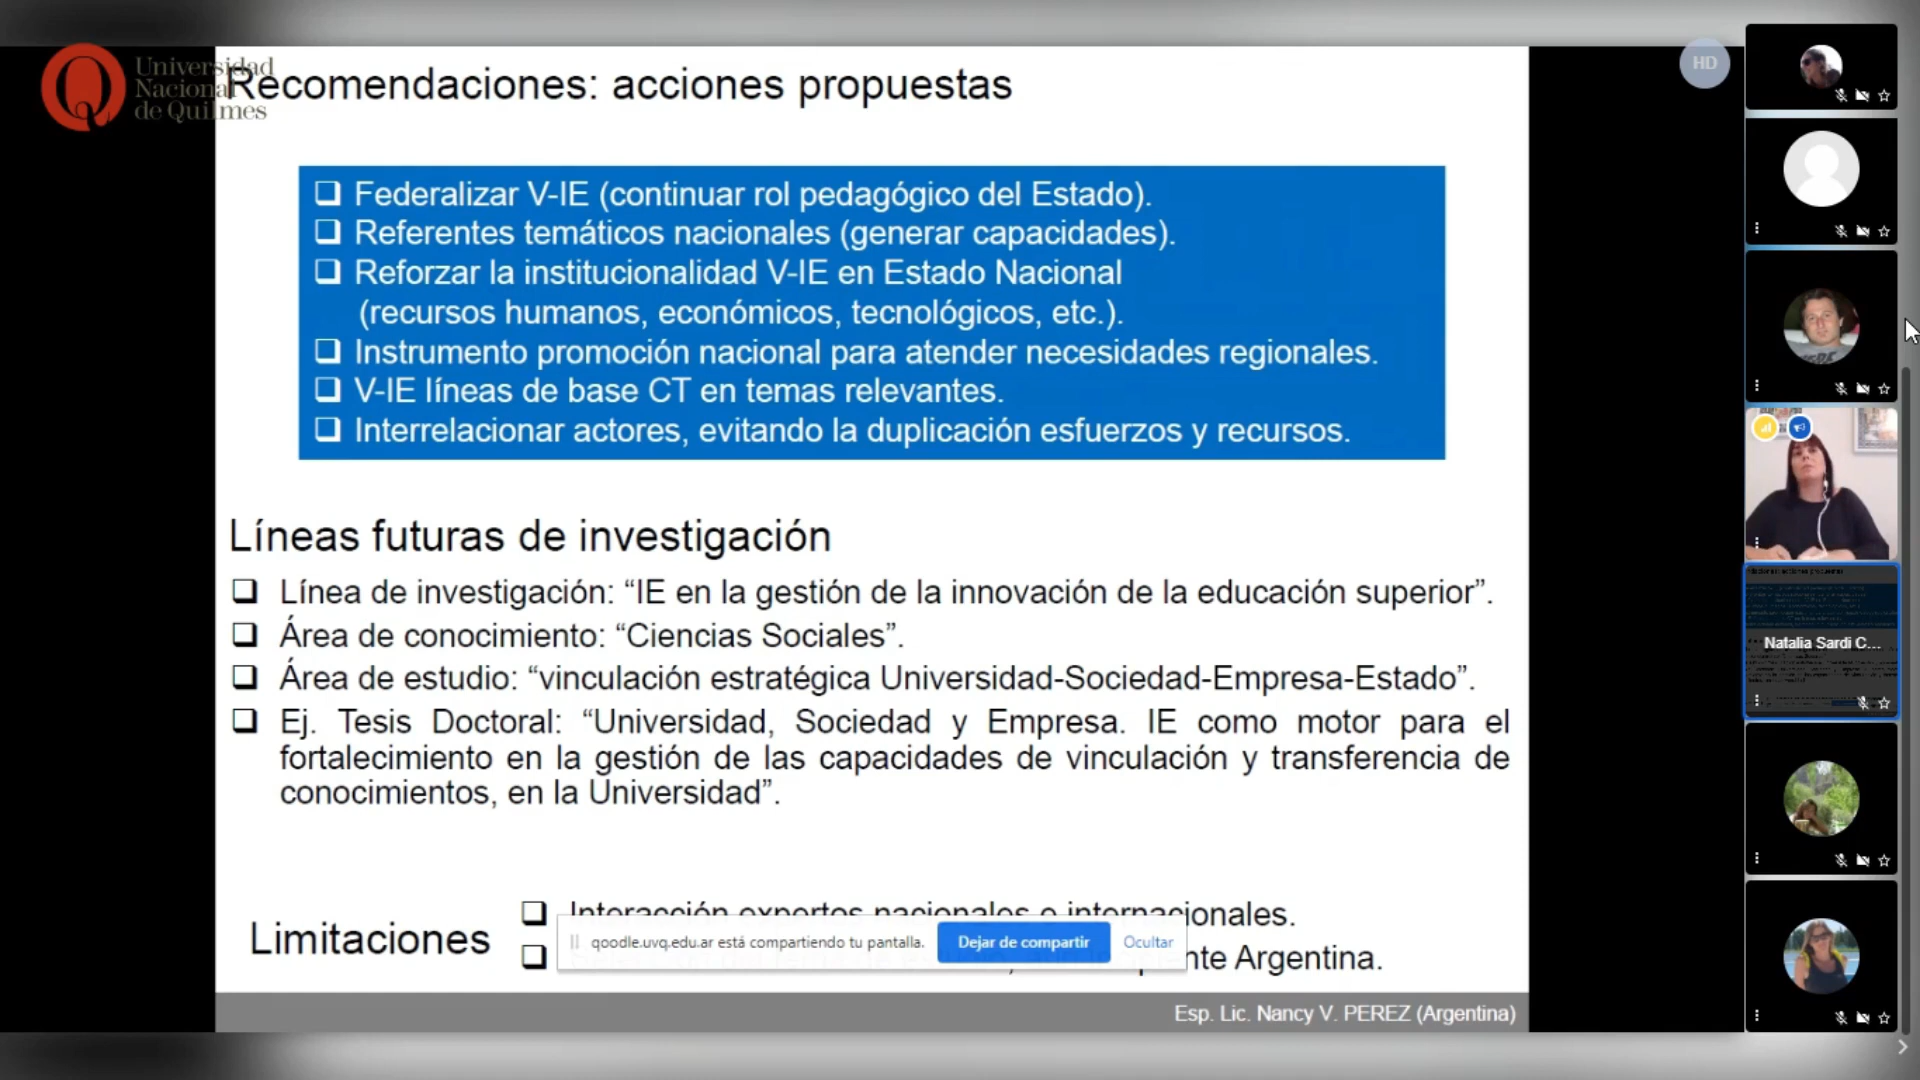 Universidad
Nacional
de Quilmes
HD
Recomendaciones: acciones propuestas
❑ Federalizar V-IE (continuar rol pedagógico del Estado).
❑ Referentes temáticos nacionales (generar capacidades).
❑ Reforzar la institucionalidad V-IE en Estado Nacional
(recursos humanos, económicos, tecnológicos, etc.).
❑ Instrumento promoción nacional para atender necesidades regionales.
❑ V-IE líneas de base CT en temas relevantes.
❑ Interrelacionar actores, evitando la duplicación esfuerzos y recursos.
Líneas futuras de investigación
❑ Línea de investigación: “IE en la gestión de la innovación de la educación superior”.
❑ Área de conocimiento: “Ciencias Sociales”.
❑ Área de estudio: “vinculación estratégica Universidad-Sociedad-Empresa-Estado”.
❑ Ej. Tesis Doctoral: “Universidad, Sociedad y Empresa. IE como motor para el
fortalecimiento en la gestión de las capacidades de vinculación y transferencia de
conocimientos, en la Universidad”.
Limitaciones
❑ Interacción expertos nacionales e internacionales.
❑ Argentina.
qoodle.uvq.edu.ar está compartiendo tu pantalla.
Dejar de compartir
Ocultar
Esp. Lic. Nancy V. PEREZ (Argentina)
Natalia Sardi C...